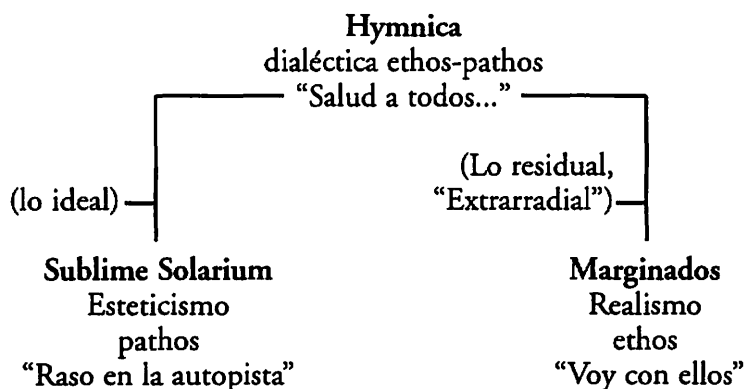 Hymnica
dialéctica ethos-pathos
“Salud a todos...”
(lo ideal)
(Lo residual,
“Extrarradial”)
Sublime Solarium
Esteticismo
pathos
“Raso en la autopista”
Marginados
Realismo
ethos
“Voy con ellos”